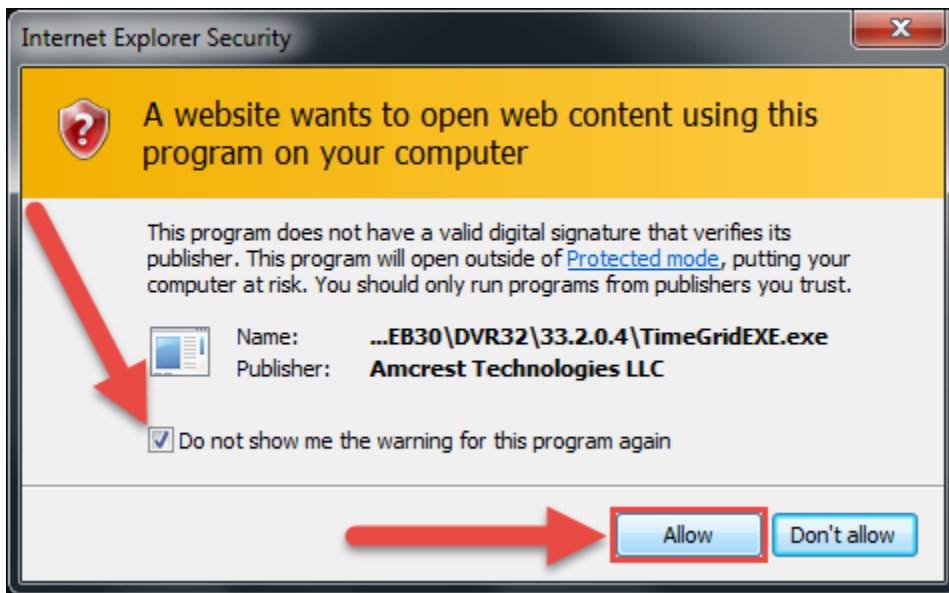 Internet Explorer Security
x
A website wants to open web content using this
program on your computer
This program does not have a valid digital signature that verifies its
publisher. This program will open outside of Protected mode, putting your
computer at risk. You should only run programs from publishers you trust.
Name: ...EB30\DVR32\33.2.0.4\TimeGridEXE.exe
Publisher: Amcrest Technologies LLC
Do not show me the warning for this program again
Allow Don't allow